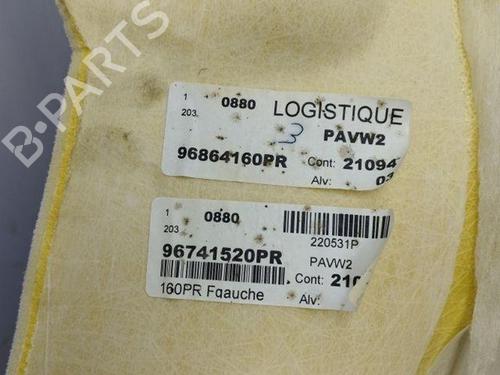 B-PARTS
1
0880
LOGISTIQUE
203.
3
PAVW2
96864160PR
Cont: 21094
Alv: 03
1
0880
203
220531P
96741520PR
PAVW2
Cont: 210
160PR Fgauche
Alv: